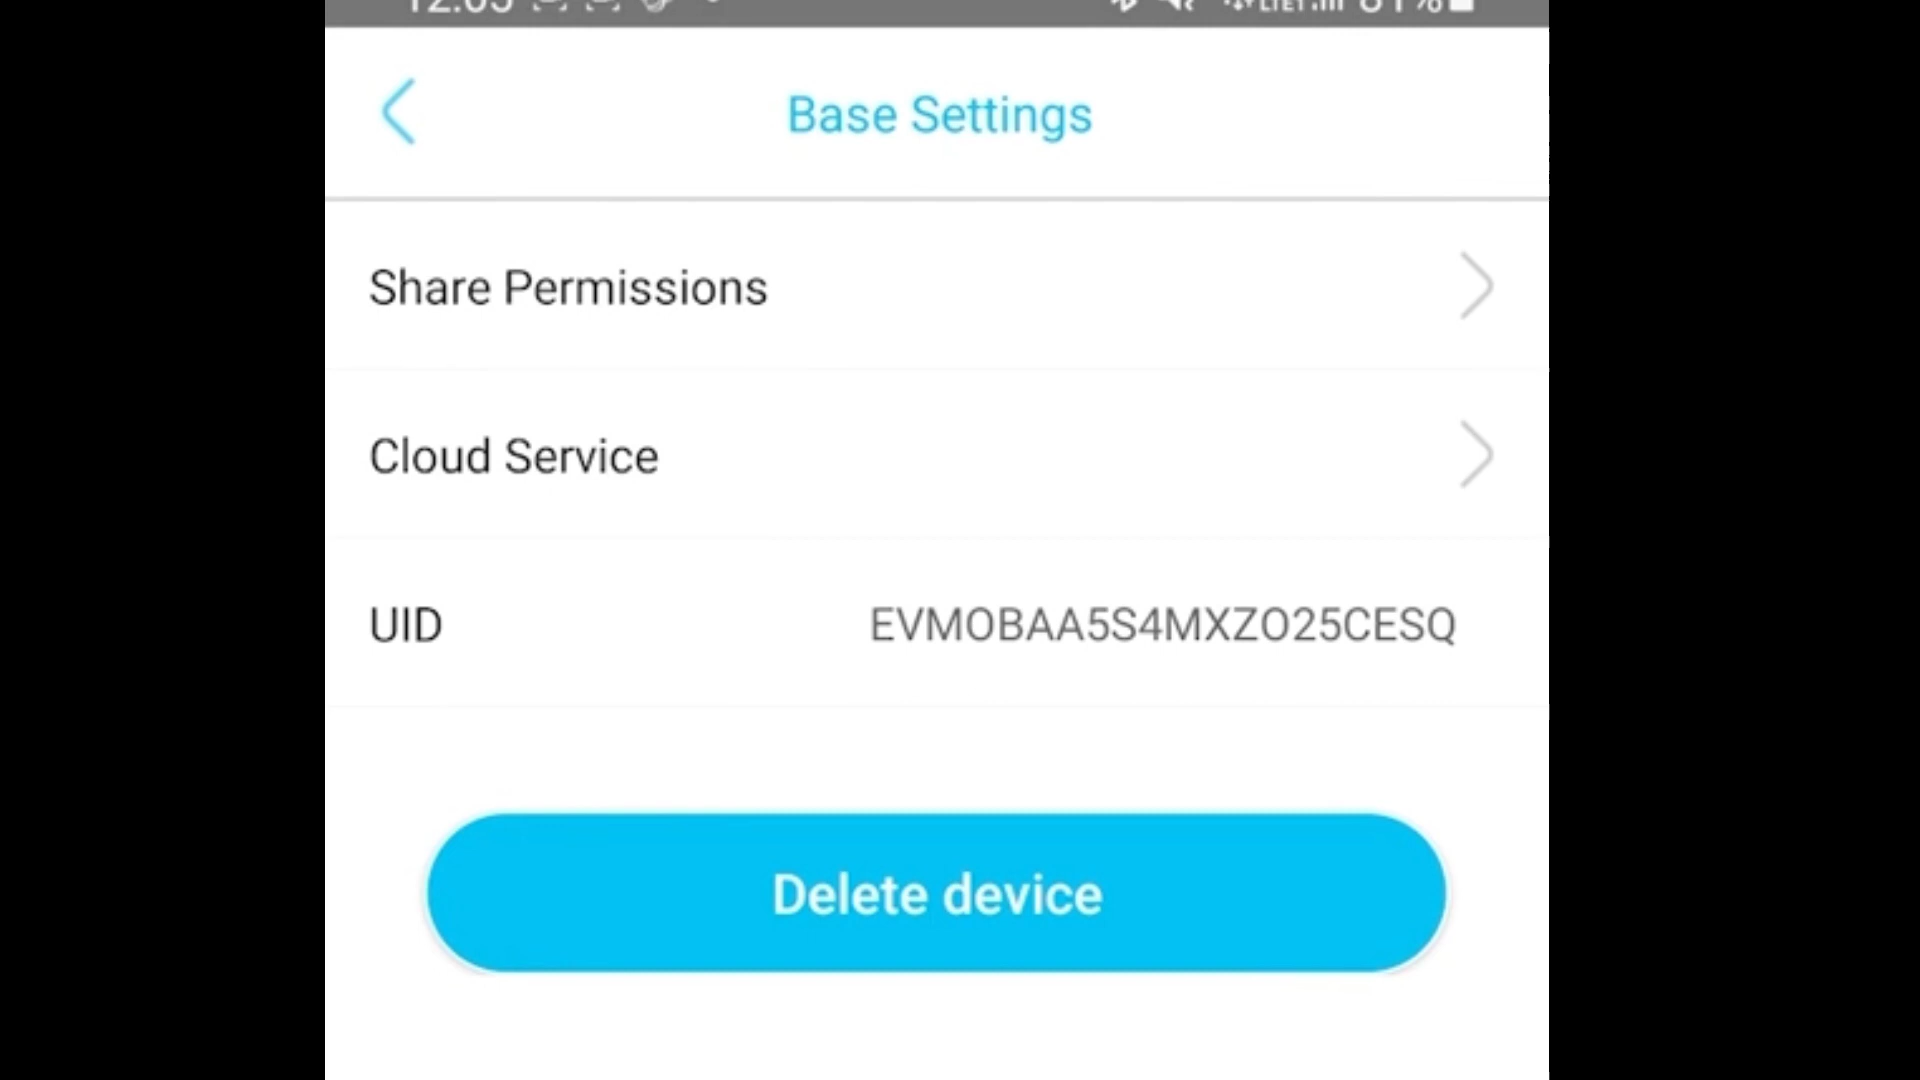 Base Settings
Share Permissions
Cloud Service
UID EVMOBAA5S4MXZO25CESQ
Delete device